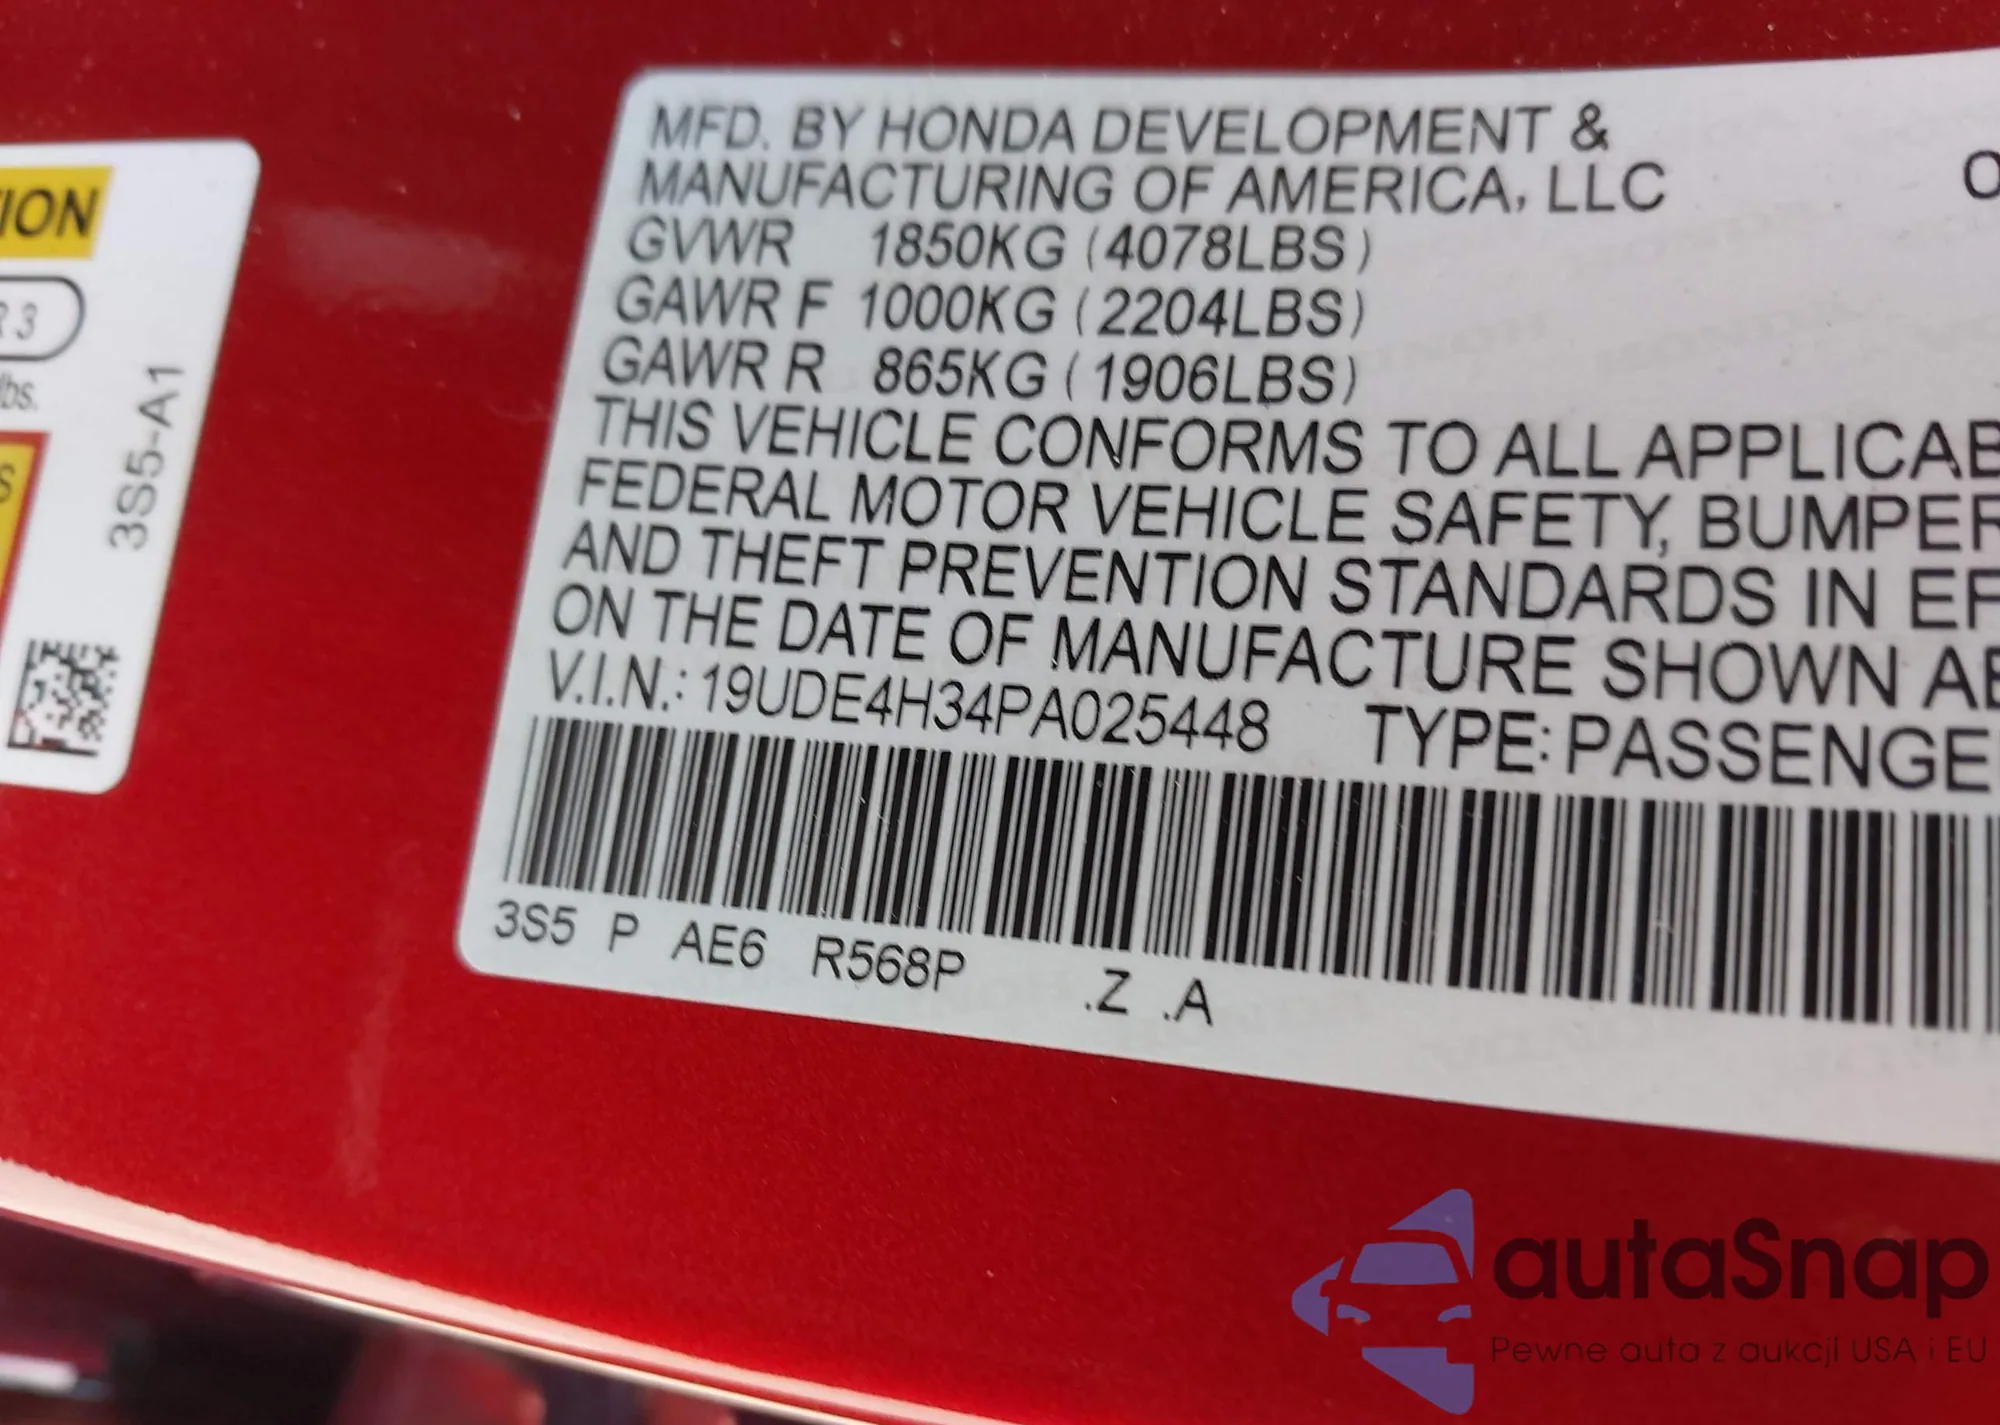 ION
R 3
lbs.
S
3S5-A1
MFD. BY HONDA DEVELOPMENT &
MANUFACTURING OF AMERICA, LLC
GVWR 1850KG (4078LBS)
GAWR F 1000KG (2204LBS)
GAWR R 865KG (1906LBS)
THIS VEHICLE CONFORMS TO ALL APPLICAB
FEDERAL MOTOR VEHICLE SAFETY, BUMPER
AND THEFT PREVENTION STANDARDS IN EF
ON THE DATE OF MANUFACTURE SHOWN AB
V.I.N.: 19UDE4H34PA025448 TYPE: PASSENGE
3S5 P AE6 R568P .Z .A
autaSnap
Pewne auta z aukcji USA i EU